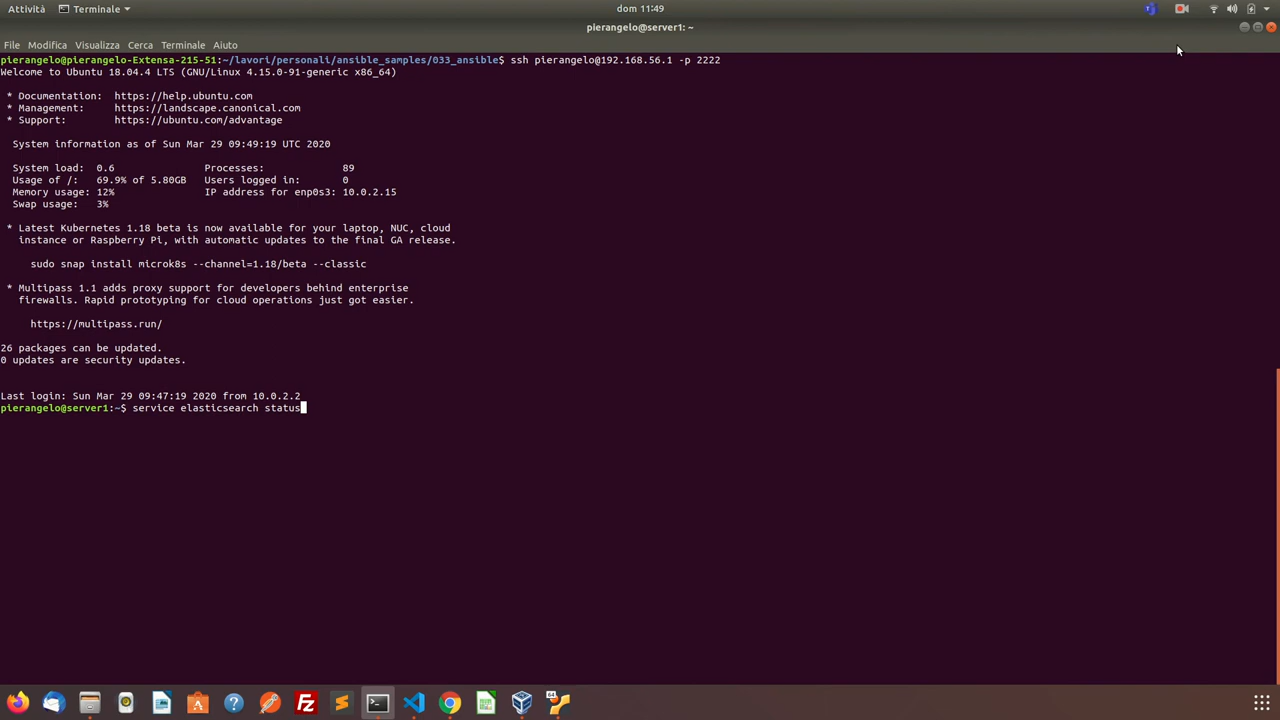 Attività Terminale dom 11:49
pierangelo@server1: ~
File Modifica Visualizza Cerca Terminale Aiuto
pierangelo@pierangelo-Extensa-215-51:~/lavori/personali/ansible_samples/033_ansible$ ssh pierangelo@192.168.56.1 -p 2222
Welcome to Ubuntu 18.04.4 LTS (GNU/Linux 4.15.0-91-generic x86_64)
* Documentation: https://help.ubuntu.com
* Management: https://landscape.canonical.com
* Support: https://ubuntu.com/advantage
System information as of Sun Mar 29 09:49:19 UTC 2020
System load: 0.6 Processes: 89
Usage of /: 69.9% of 5.80GB Users logged in: 0
Memory usage: 12% IP address for enp0s3: 10.0.2.15
Swap usage: 3%
* Latest Kubernetes 1.18 beta is now available for your laptop, NUC, cloud
instance or Raspberry Pi, with automatic updates to the final GA release.
sudo snap install microk8s --channel=1.18/beta --classic
* Multipass 1.1 adds proxy support for developers behind enterprise
firewalls. Rapid prototyping for cloud operations just got easier.
https://multipass.run/
26 packages can be updated.
0 updates are security updates.
Last login: Sun Mar 29 09:47:19 2020 from 10.0.2.2
pierangelo@server1:~$ service elasticsearch status
64